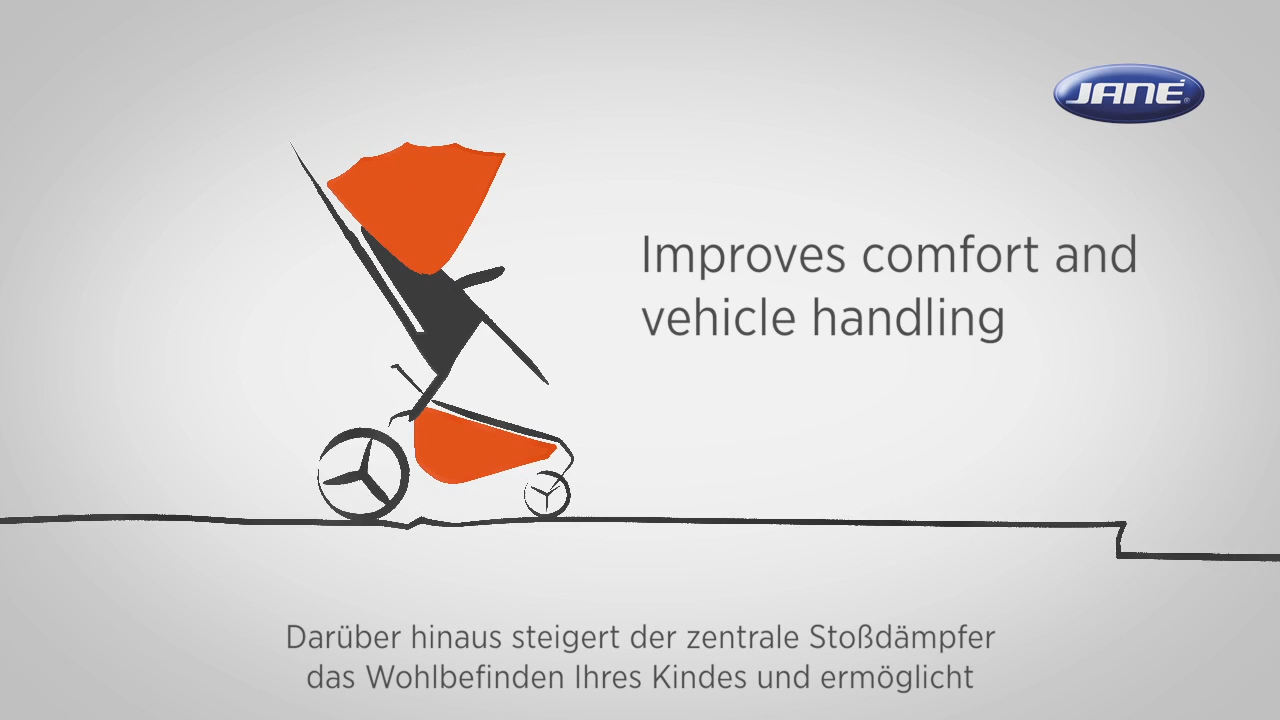 JANÉ
Improves comfort and
vehicle handling
Darüber hinaus steigert der zentrale Stoßdämpfer
das Wohlbefinden Ihres Kindes und ermöglicht